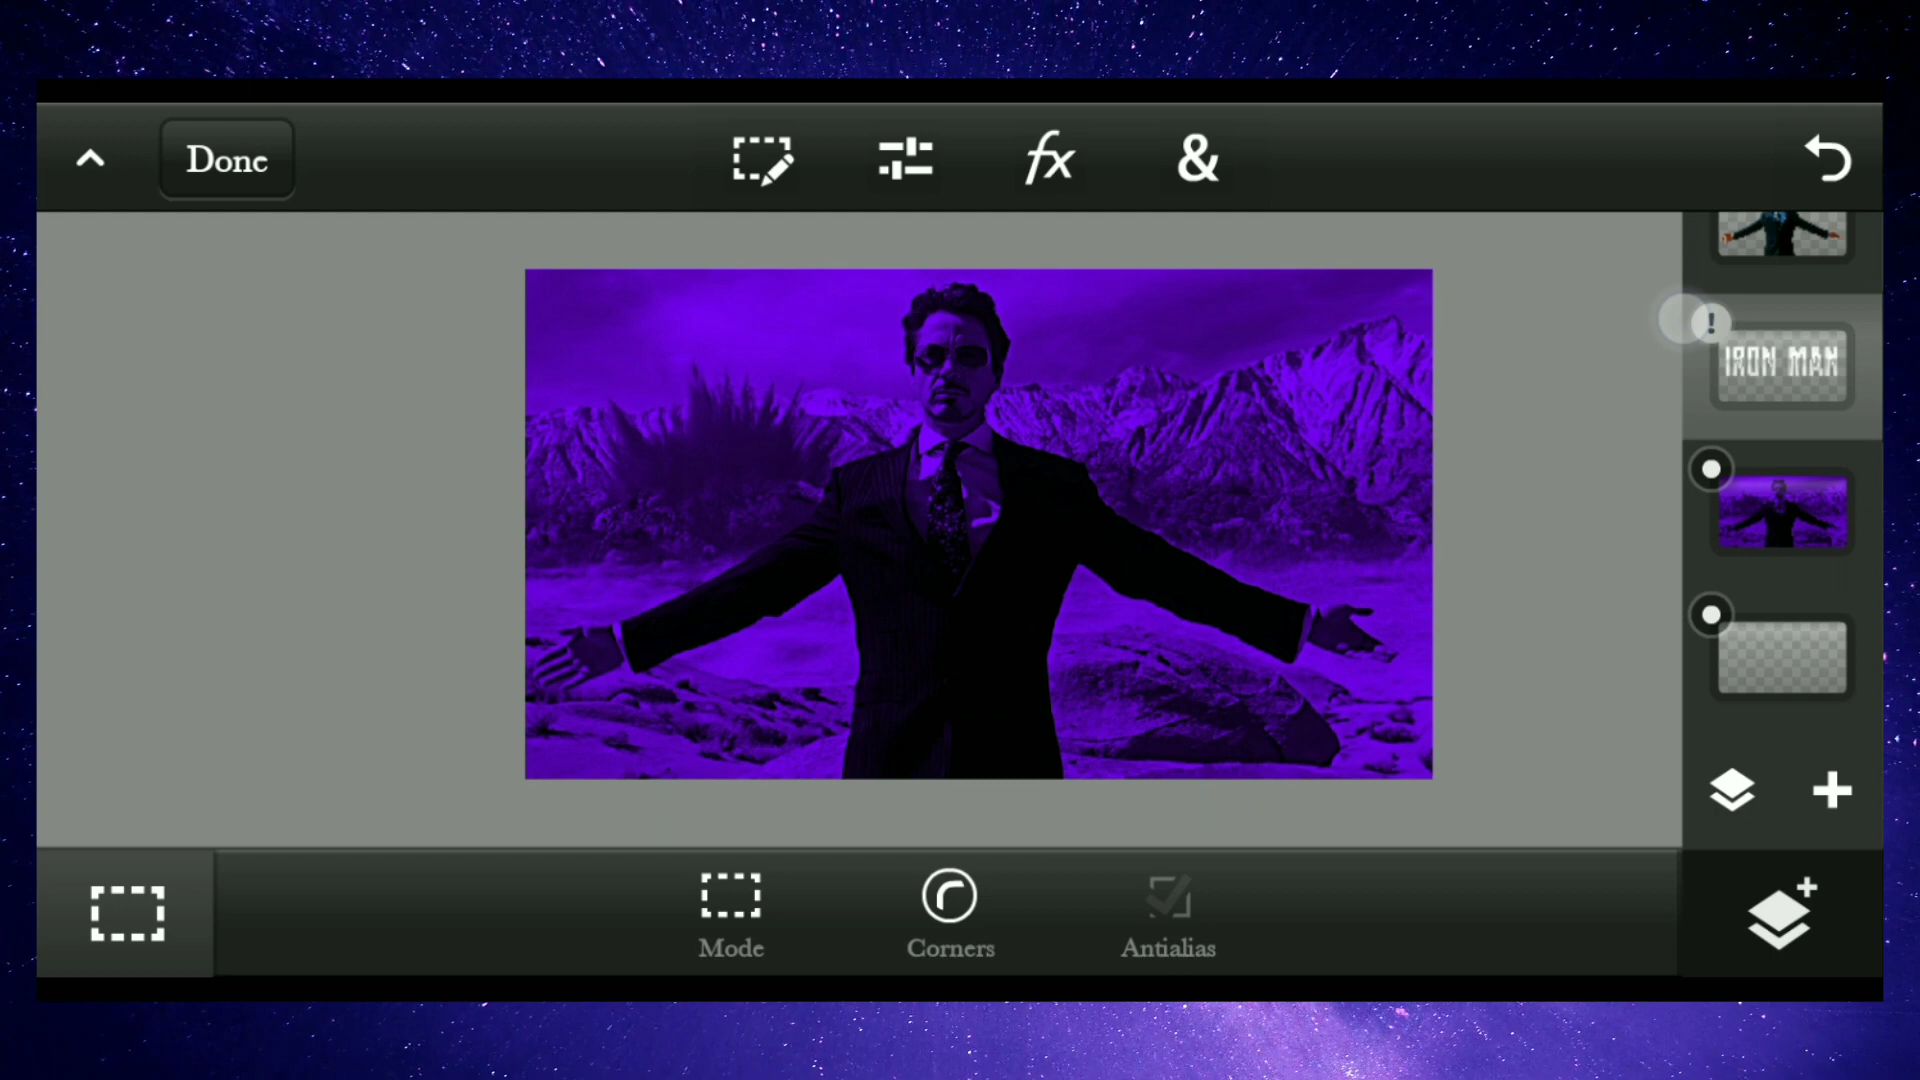 Done
fx
&
!
IRON MAN
Mode
Corners
Antialias